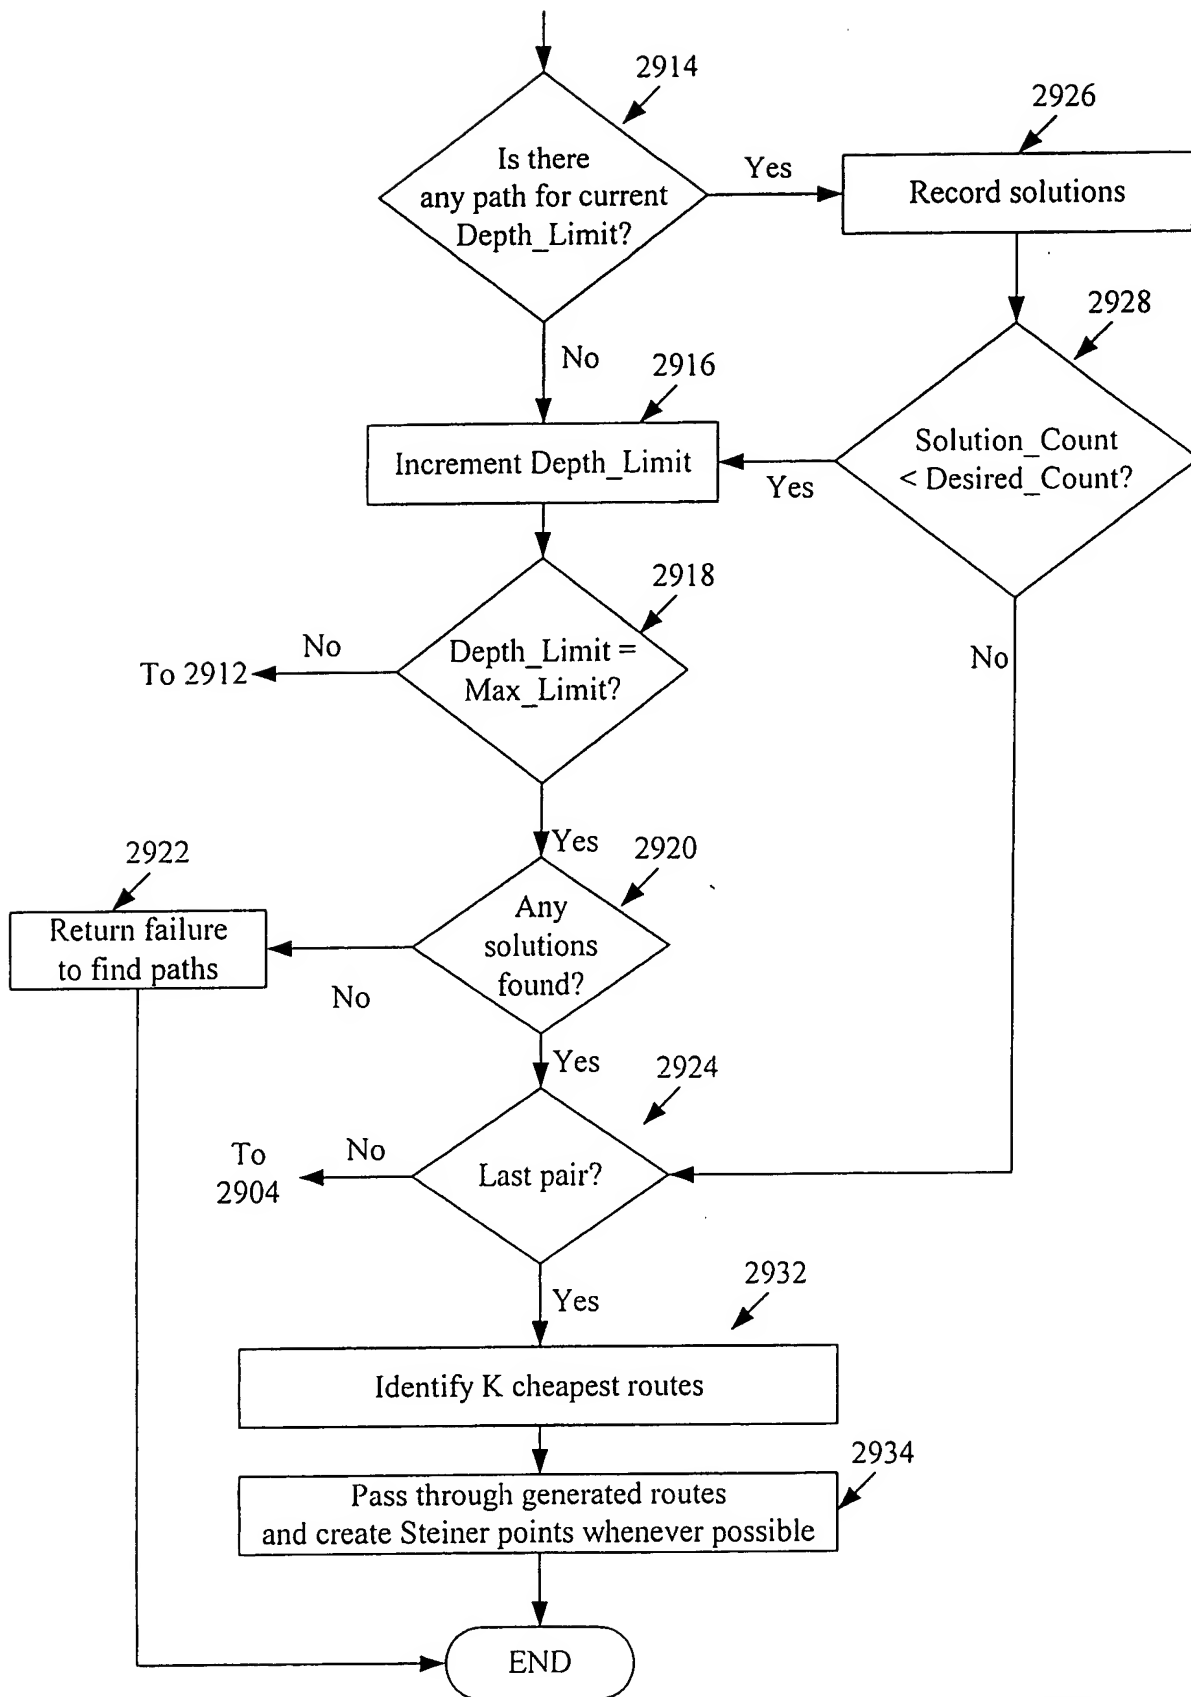 2914
Is there
any path for current
Depth_Limit?
Yes
2926
Record solutions
2928
Solution_Count
< Desired_Count?
Yes
No
No
2916
Increment Depth_Limit
2918
Depth_Limit =
Max_Limit?
No
To 2912
Yes
2920
Any
solutions
found?
No
2922
Return failure
to find paths
Yes
2924
Last pair?
No
To
2904
Yes
2932
Identify K cheapest routes
2934
Pass through generated routes
and create Steiner points whenever possible
END